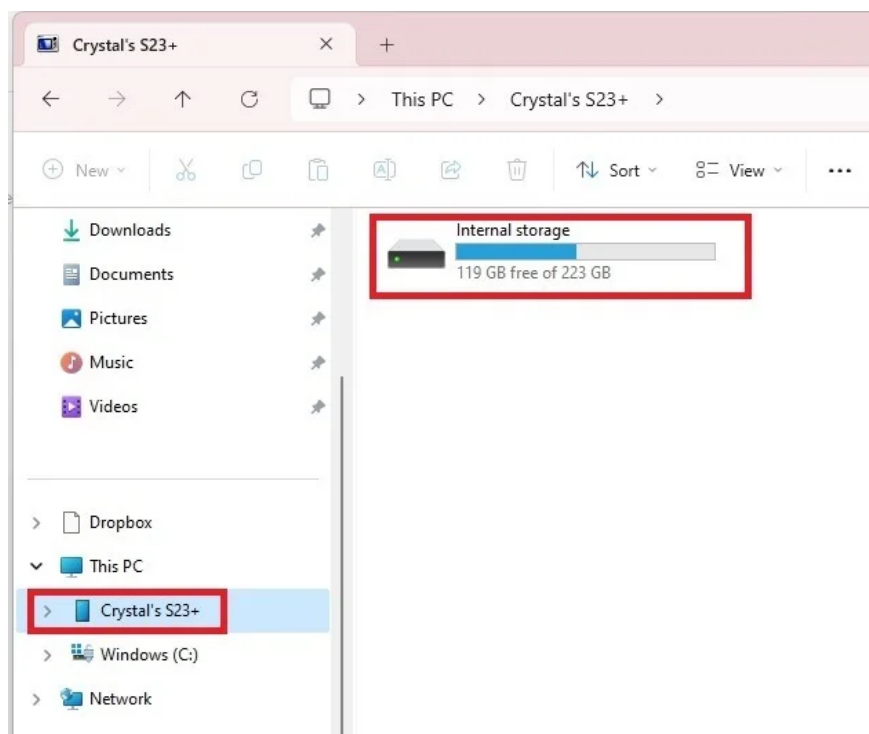 Crystal's S23+
This PC > Crystal's S23+ >
New
Sort
View
Downloads
Documents
Pictures
Music
Videos
Dropbox
This PC
Crystal's S23+
Windows (C:)
Network
Internal storage
119 GB free of 223 GB